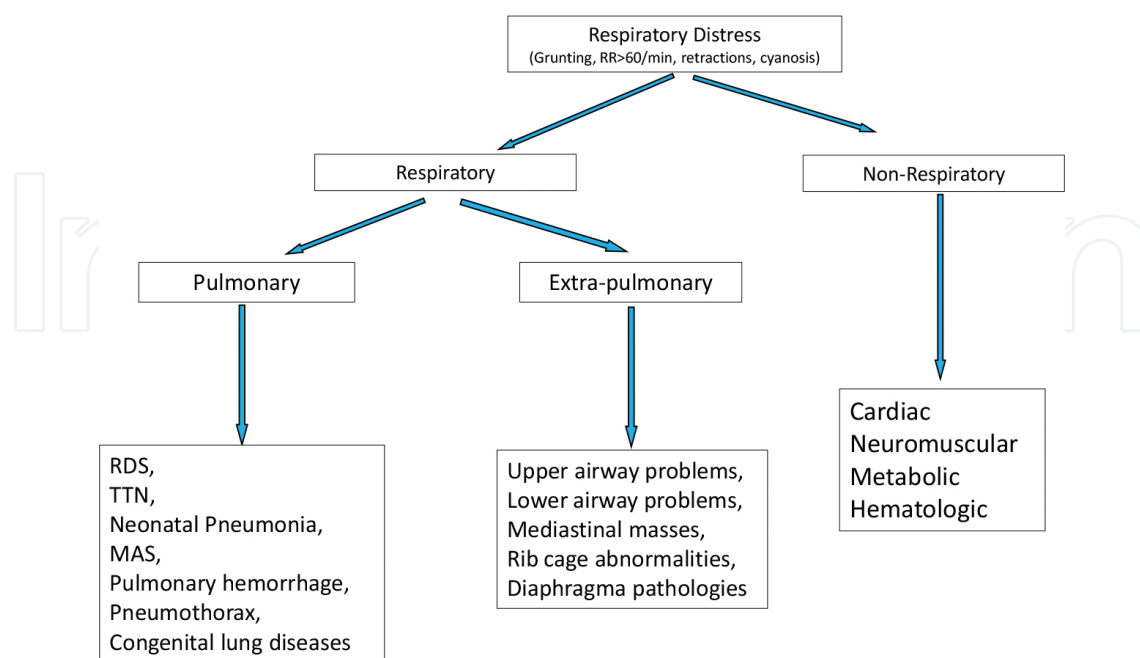 Respiratory Distress
(Grunting, RR>60/min, retractions, cyanosis)
Respiratory
Non-Respiratory
Pulmonary
Extra-pulmonary
RDS,
TTN,
Neonatal Pneumonia,
MAS,
Pulmonary hemorrhage,
Pneumothorax,
Congenital lung diseases
Upper airway problems,
Lower airway problems,
Mediastinal masses,
Rib cage abnormalities,
Diaphragma pathologies
Cardiac
Neuromuscular
Metabolic
Hematologic